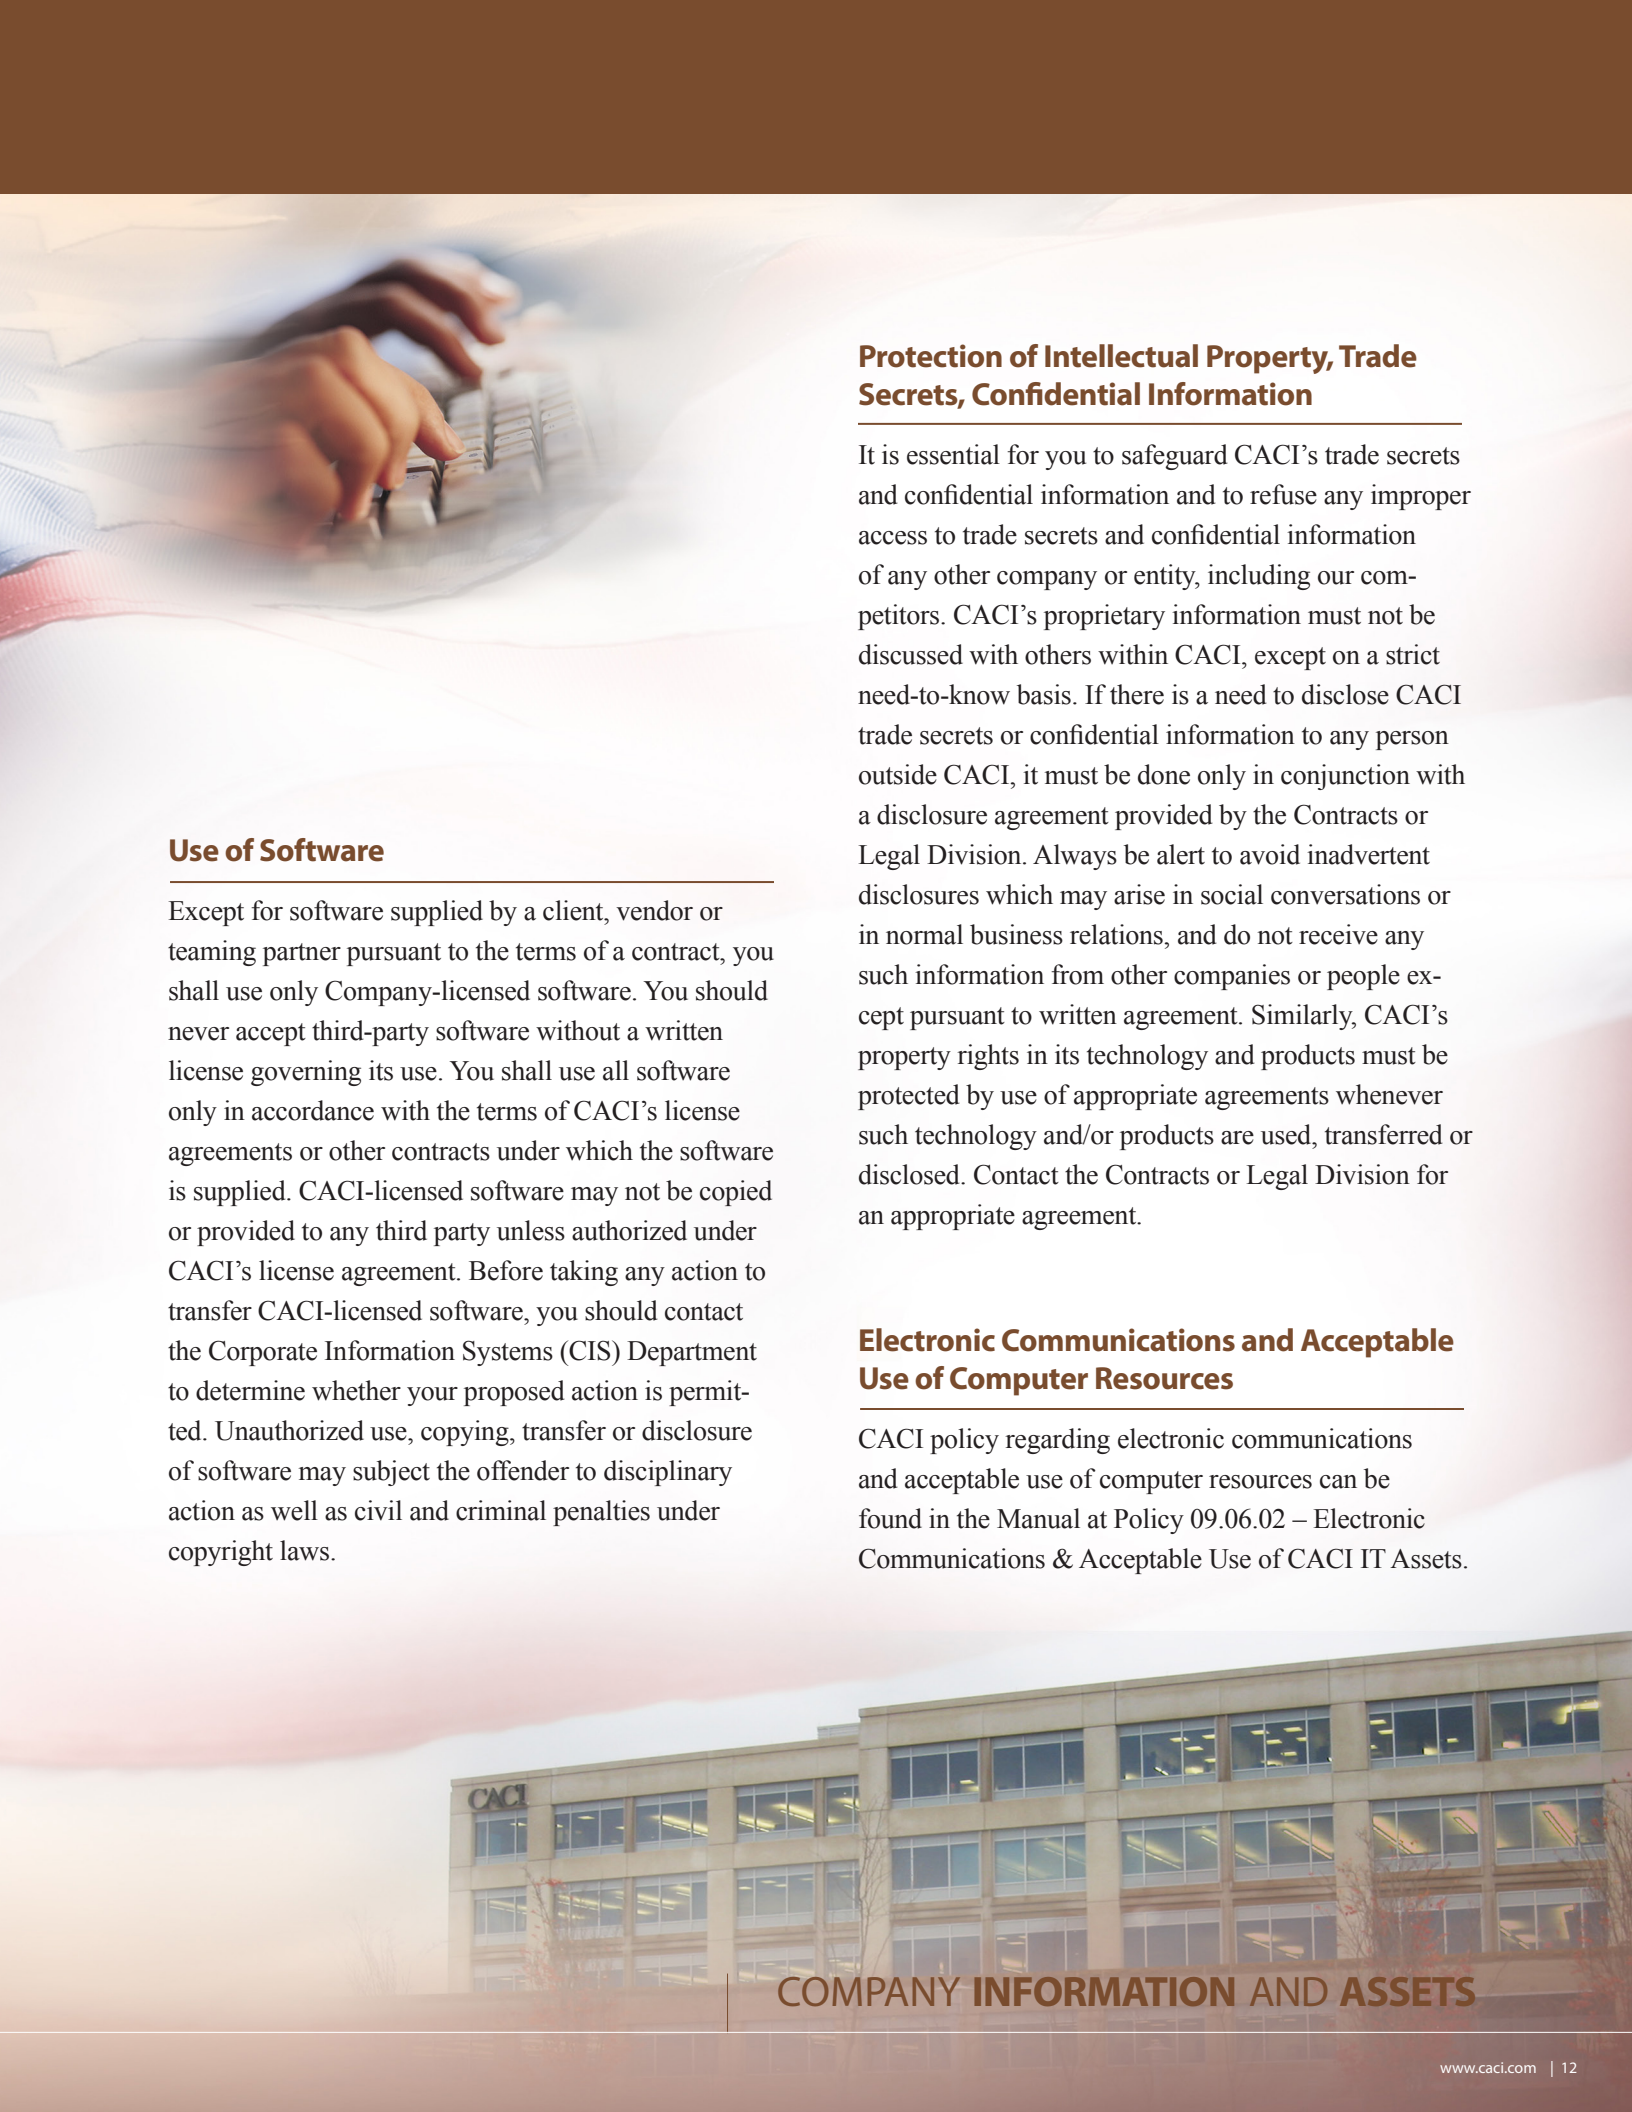 Use of Software
Except for software supplied by a client, vendor or
teaming partner pursuant to the terms of a contract, you
shall use only Company-licensed software. You should
never accept third-party software without a written
license governing its use. You shall use all software
only in accordance with the terms of CACI’s license
agreements or other contracts under which the software
is supplied. CACI-licensed software may not be copied
or provided to any third party unless authorized under
CACI’s license agreement. Before taking any action to
transfer CACI-licensed software, you should contact
the Corporate Information Systems (CIS) Department
to determine whether your proposed action is permit-
ted. Unauthorized use, copying, transfer or disclosure
of software may subject the offender to disciplinary
action as well as civil and criminal penalties under
copyright laws.
Protection of Intellectual Property, Trade
Secrets, Confidential Information
It is essential for you to safeguard CACI’s trade secrets
and confidential information and to refuse any improper
access to trade secrets and confidential information
of any other company or entity, including our com-
petitors. CACI’s proprietary information must not be
discussed with others within CACI, except on a strict
need-to-know basis. If there is a need to disclose CACI
trade secrets or confidential information to any person
outside CACI, it must be done only in conjunction with
a disclosure agreement provided by the Contracts or
Legal Division. Always be alert to avoid inadvertent
disclosures which may arise in social conversations or
in normal business relations, and do not receive any
such information from other companies or people ex-
cept pursuant to written agreement. Similarly, CACI’s
property rights in its technology and products must be
protected by use of appropriate agreements whenever
such technology and/or products are used, transferred or
disclosed. Contact the Contracts or Legal Division for
an appropriate agreement.
Electronic Communications and Acceptable
Use of Computer Resources
CACI policy regarding electronic communications
and acceptable use of computer resources can be
found in the Manual at Policy 09.06.02 – Electronic
Communications & Acceptable Use of CACI IT Assets.
CACI
COMPANY INFORMATION AND ASSETS
www.caci.com | 12